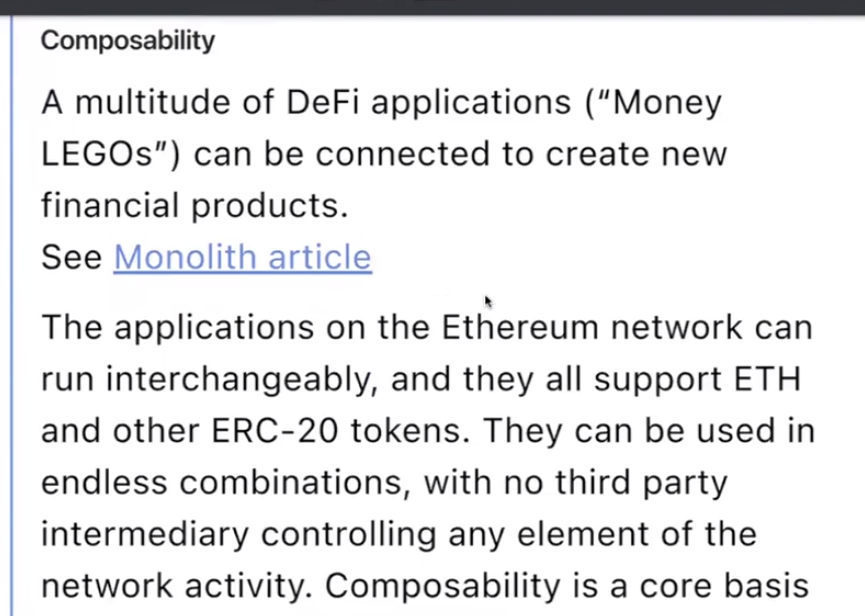 Composability
A multitude of DeFi applications ("Money
LEGOs") can be connected to create new
financial products.
See Monolith article
The applications on the Ethereum network can
run interchangeably, and they all support ETH
and other ERC-20 tokens. They can be used in
endless combinations, with no third party
intermediary controlling any element of the
network activity. Composability is a core basis